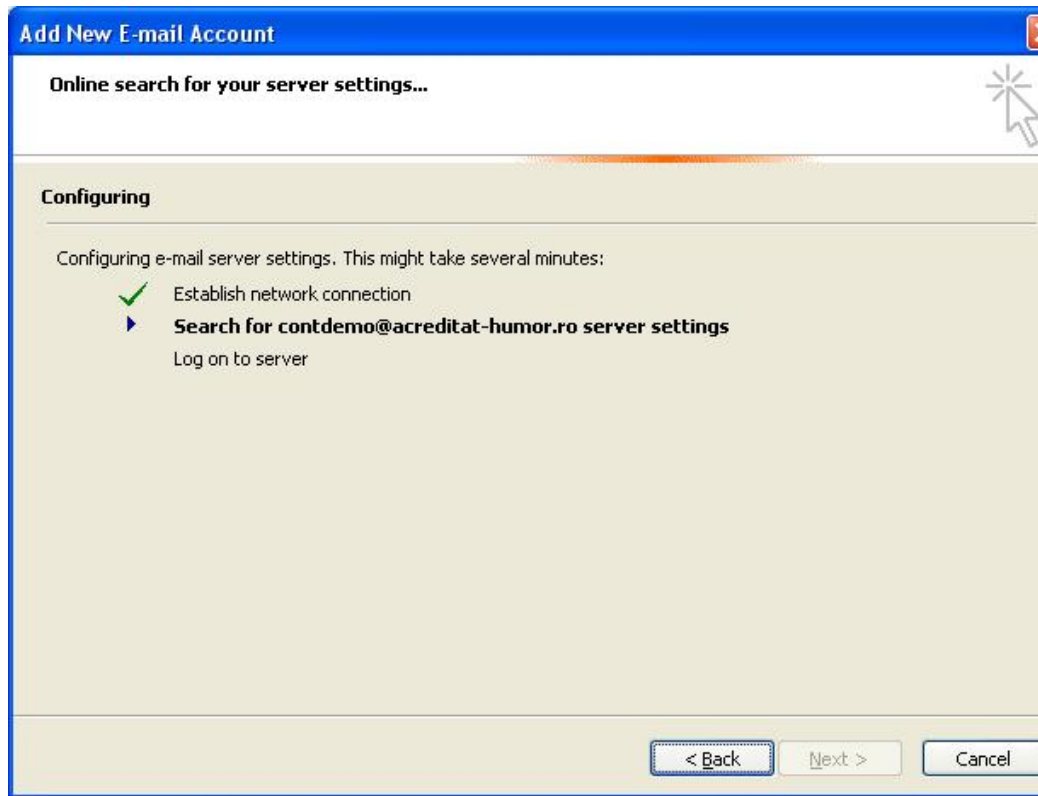 Add New E-mail Account
Online search for your server settings...
Configuring
Configuring e-mail server settings. This might take several minutes:
Establish network connection
Search for contdemo@acreditat-humor.ro server settings
Log on to server
< Back Next > Cancel